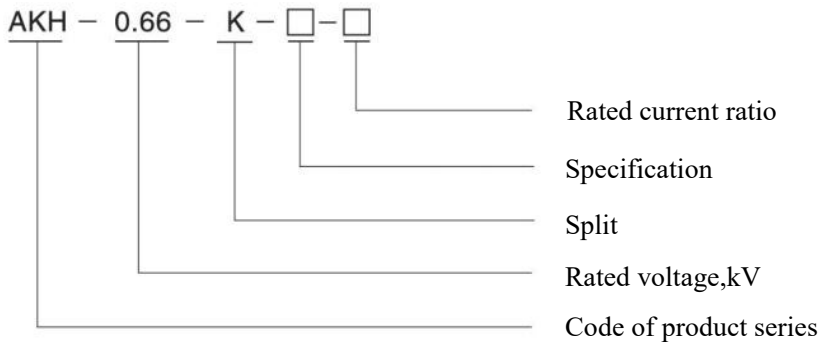 AKH – 0.66 – K – □ – □
Rated current ratio
Specification
Split
Rated voltage,kV
Code of product series